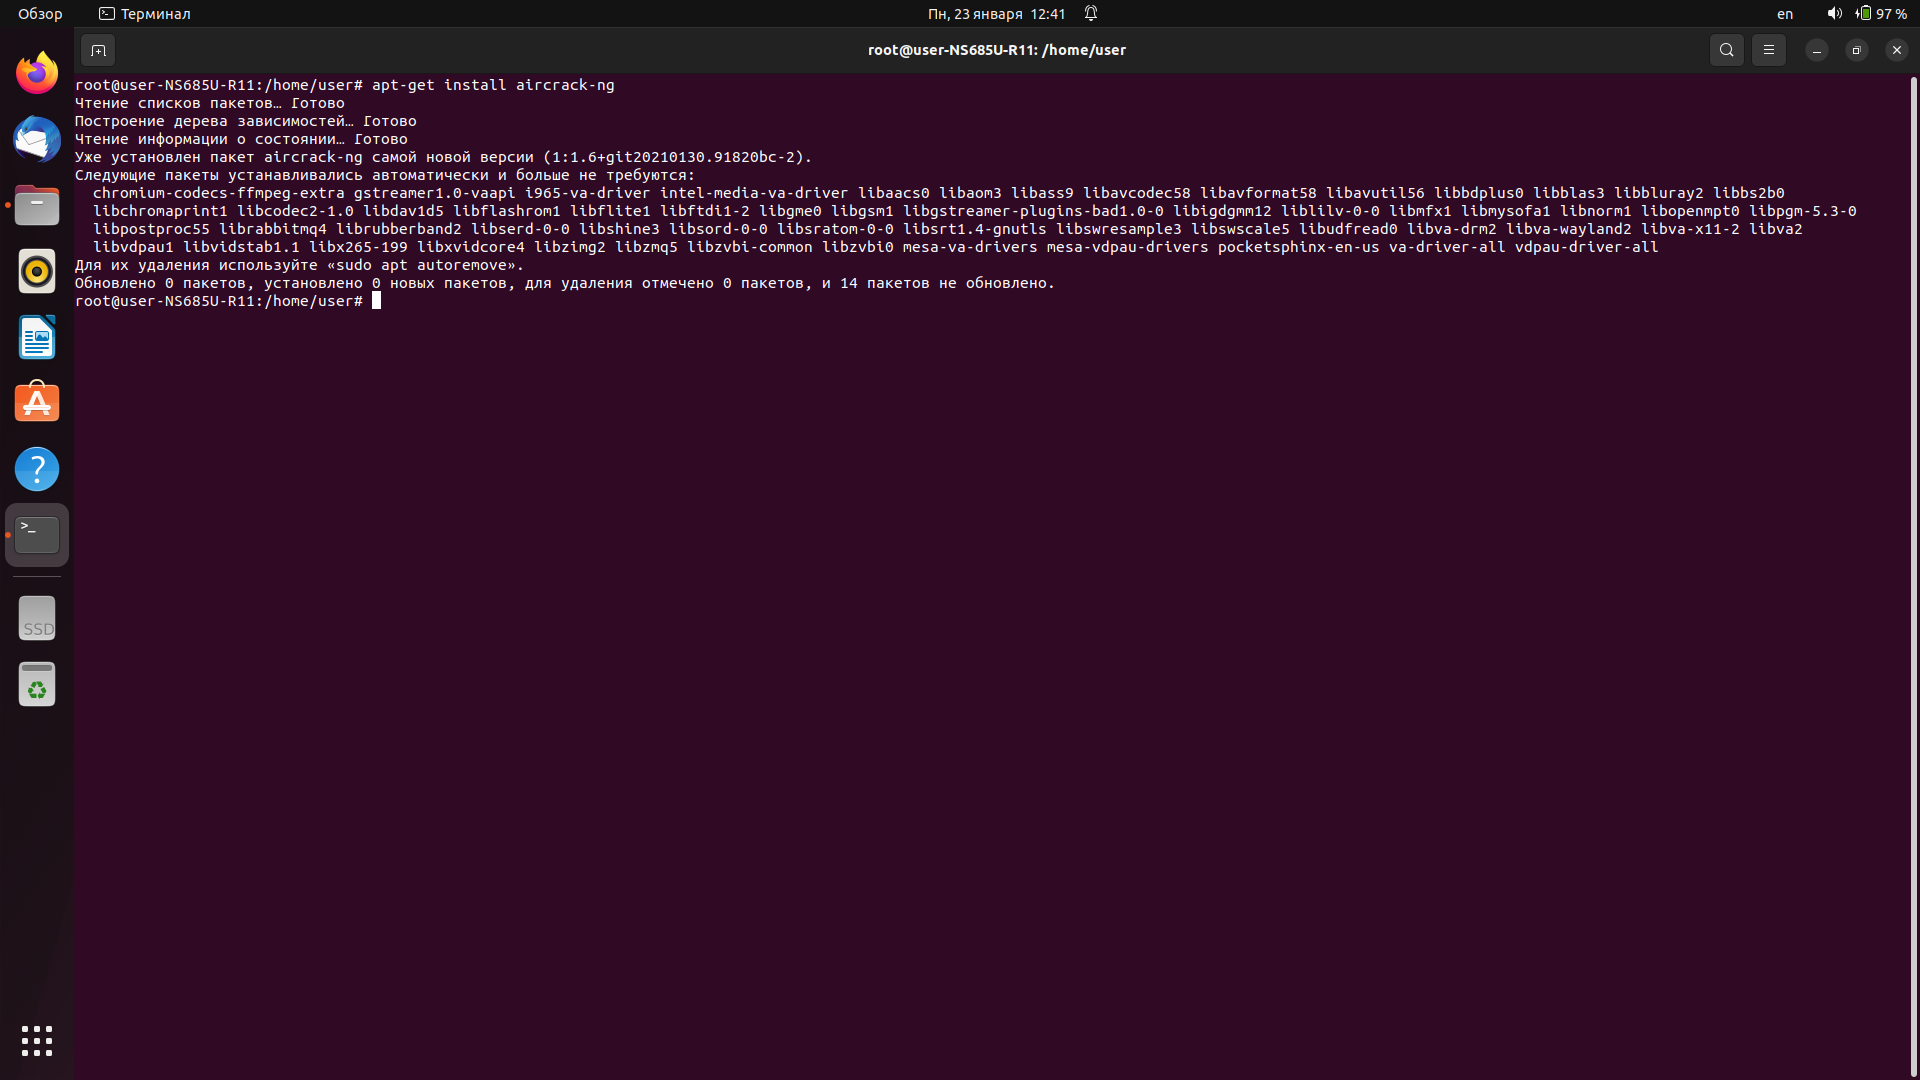 Обзор Терминал Пн, 23 января 12:41 en 97 %
root@user-NS685U-R11: /home/user
root@user-NS685U-R11:/home/user# apt-get install aircrack-ng
Чтение списков пакетов… Готово
Построение дерева зависимостей… Готово
Чтение информации о состоянии… Готово
Уже установлен пакет aircrack-ng самой новой версии (1:1.6+git20210130.91820bc-2).
Следующие пакеты устанавливались автоматически и больше не требуются:
chromium-codecs-ffmpeg-extra gstreamer1.0-vaapi i965-va-driver intel-media-va-driver libaacs0 libaom3 libass9 libavcodec58 libavformat58 libavutil56 libbdplus0 libblas3 libbluray2 libbs2b0
libchromaprint1 libcodec2-1.0 libdav1d5 libflashrom1 libflite1 libftdi1-2 libgme0 libgsm1 libgstreamer-plugins-bad1.0-0 libigdgmm12 liblilv-0-0 libmfx1 libmysofa1 libnorm1 libopenmpt0 libpgm-5.3-0
libpostproc55 librabbitmq4 librubberband2 libserd-0-0 libshine3 libsord-0-0 libsratom-0-0 libsrt1.4-gnutls libswresample3 libswscale5 libudfread0 libva-drm2 libva-wayland2 libva-x11-2 libva2
libvdpau1 libvidstab1.1 libx265-199 libxvidcore4 libzimg2 libzmq5 libzvbi-common libzvbi0 mesa-va-drivers mesa-vdpau-drivers pocketsphinx-en-us va-driver-all vdpau-driver-all
Для их удаления используйте «sudo apt autoremove».
Обновлено 0 пакетов, установлено 0 новых пакетов, для удаления отмечено 0 пакетов, и 14 пакетов не обновлено.
root@user-NS685U-R11:/home/user#
SSD